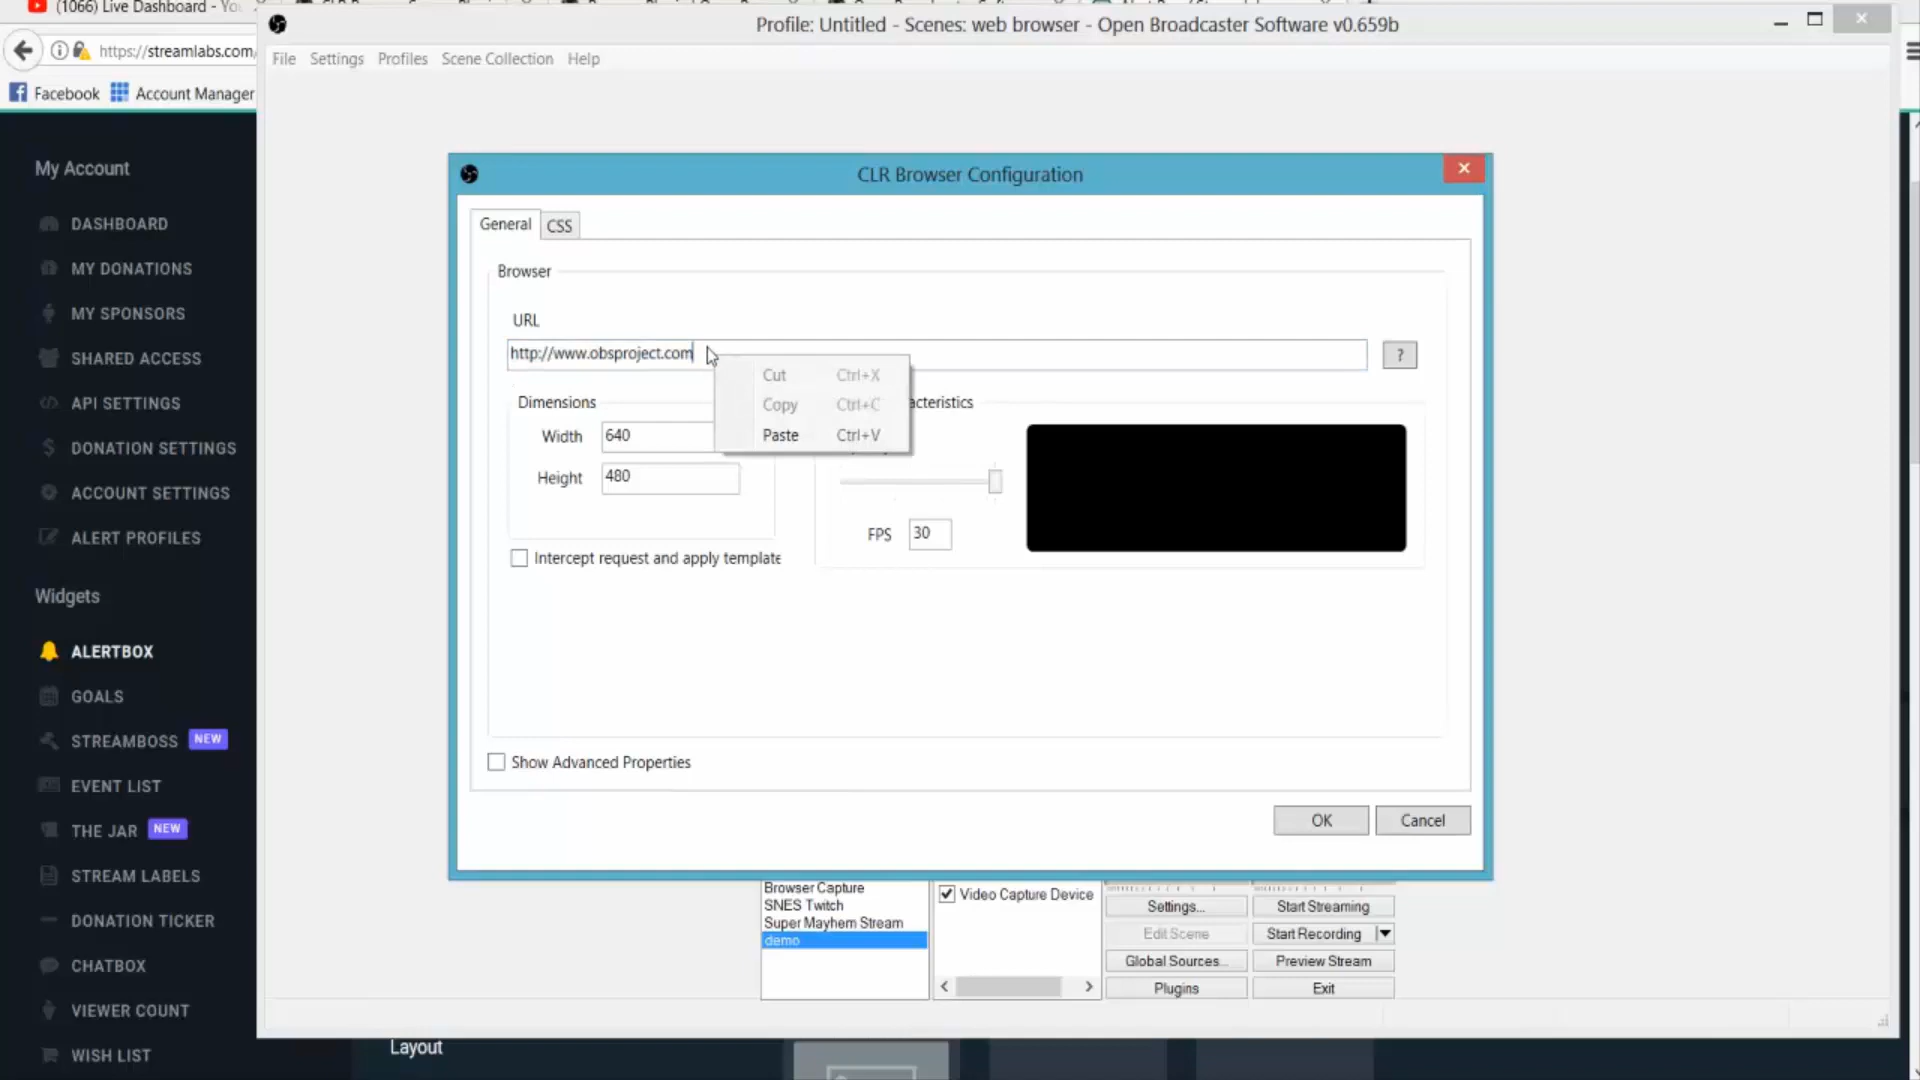 (1066) Live Dashboard - Yo
Profile: Untitled - Scenes: web browser - Open Broadcaster Software v0.659b
https://streamlabs.com/
File Settings Profiles Scene Collection Help
Facebook Account Manager
My Account
DASHBOARD
MY DONATIONS
MY SPONSORS
SHARED ACCESS
API SETTINGS
DONATION SETTINGS
ACCOUNT SETTINGS
ALERT PROFILES
Widgets
ALERTBOX
GOALS
STREAMBOSS NEW
EVENT LIST
THE JAR NEW
STREAM LABELS
DONATION TICKER
CHATBOX
VIEWER COUNT
WISH LIST
CLR Browser Configuration
General CSS
Browser
URL
http://www.obsproject.com
?
Cut Ctrl+X
Copy Ctrl+C
Paste Ctrl+V
Dimensions
acteristics
Width 640
Height 480
FPS 30
Intercept request and apply template
Show Advanced Properties
OK Cancel
Browser Capture
SNES Twitch
Super Mayhem Stream
demo
Video Capture Device
Settings... Start Streaming
Edit Scene Start Recording
Global Sources... Preview Stream
Plugins Exit
Layout